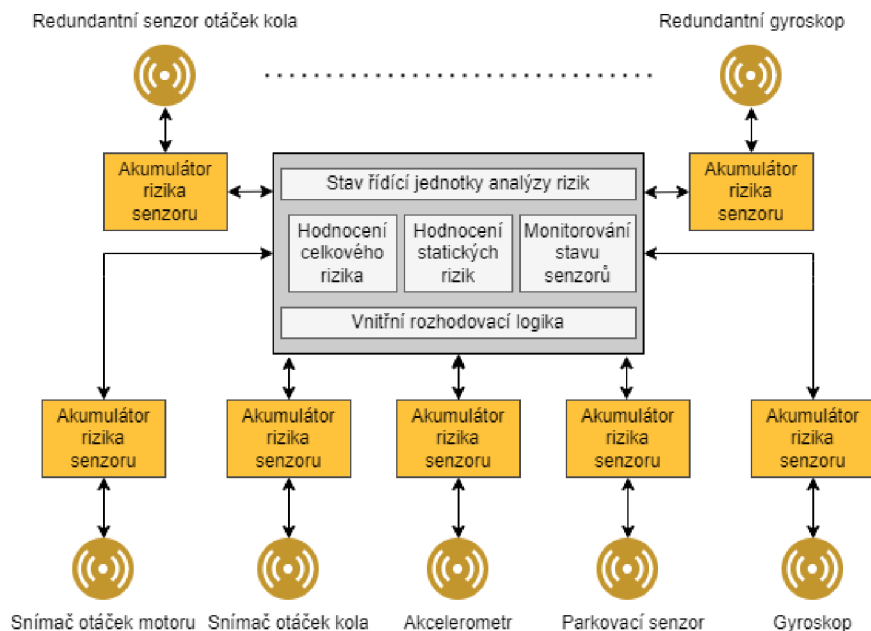 Redundantní senzor otáček kola
Redundantní gyroskop
Akumulátor
rizika
senzoru
Stav řídící jednotky analýzy rizik
Hodnocení
celkového
rizika
Hodnocení
statických
rizik
Monitorování
stavu
senzorů
Vnitřní rozhodovací logika
Akumulátor
rizika
senzoru
Akumulátor
rizika
senzoru
Akumulátor
rizika
senzoru
Akumulátor
rizika
senzoru
Akumulátor
rizika
senzoru
Akumulátor
rizika
senzoru
Snímač otáček motoru
Snímač otáček kola
Akcelerometr
Parkovací senzor
Gyroskop